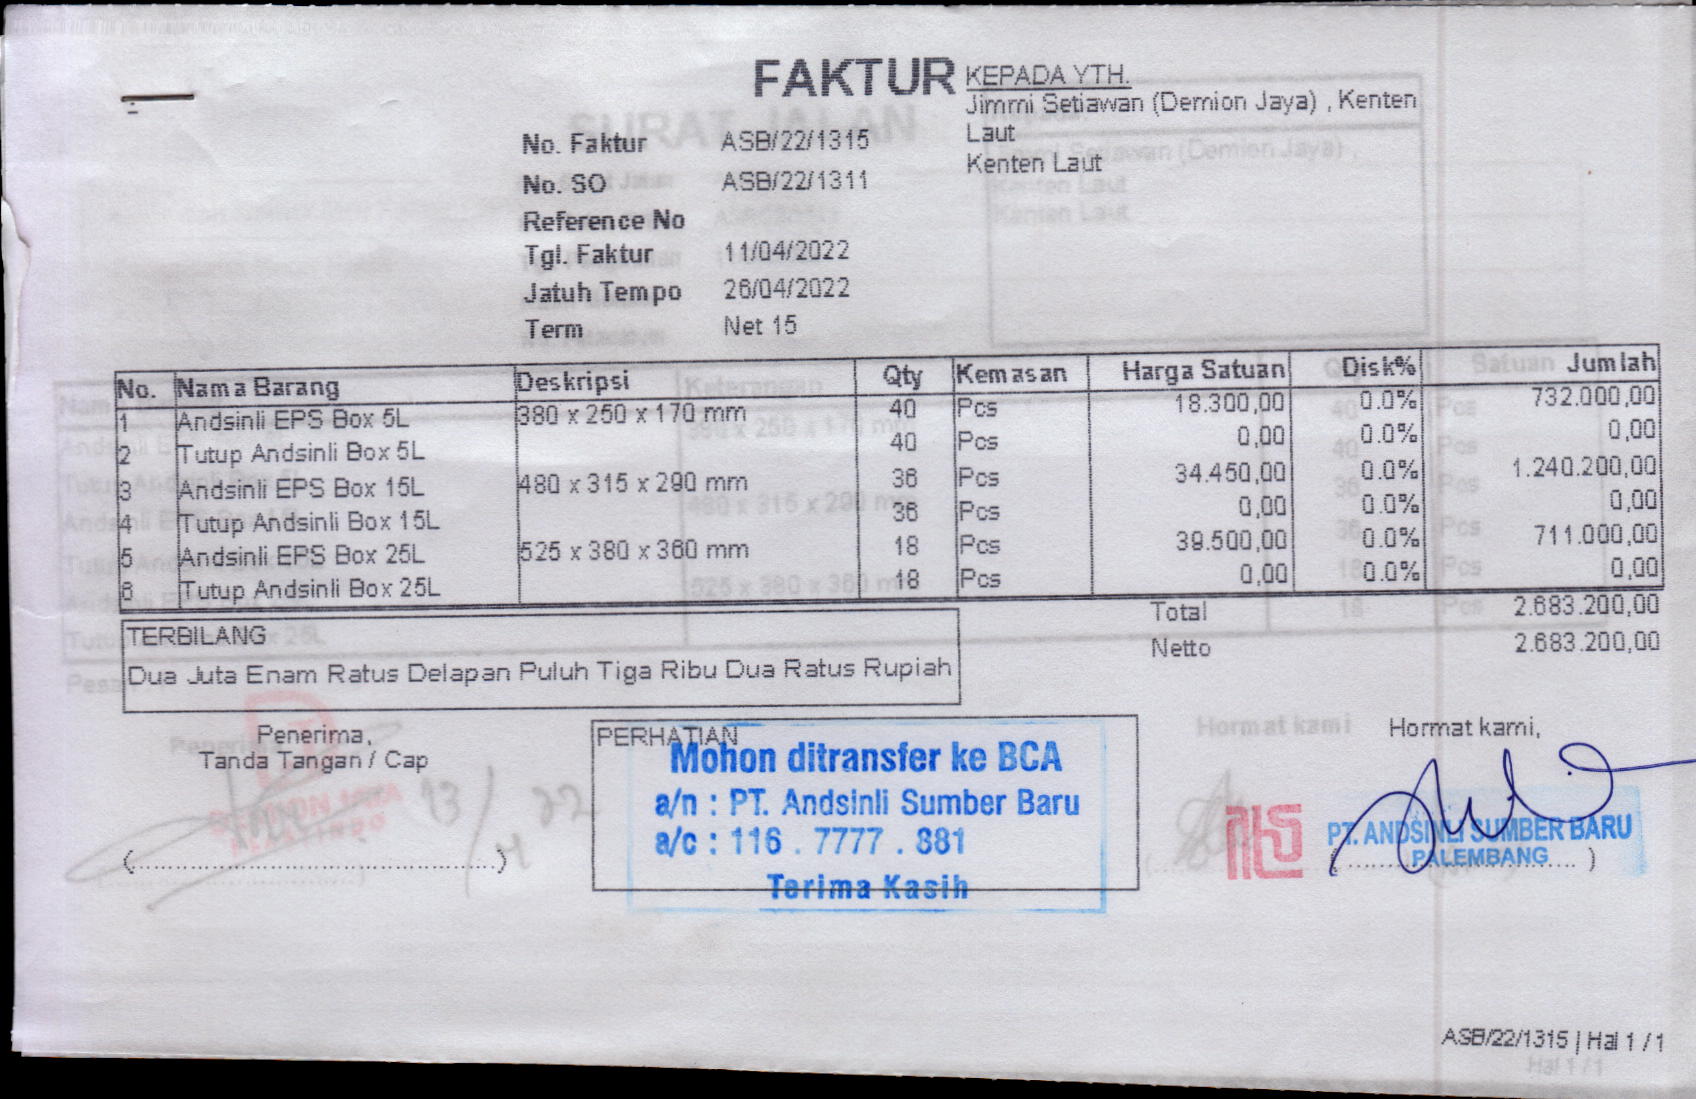 FAKTUR
KEPADA YTH.
Jimmi Setiawan (Demion Jaya) , Kenten
Laut
Kenten Laut
No. Faktur ASB/22/1315
No. SO ASB/22/1311
Reference No
Tgl. Faktur 11/04/2022
Jatuh Tempo 26/04/2022
Term Net 15
No. Nama Barang Deskripsi Qty Kemasan Harga Satuan Disk% Jumlah
1 Andsinli EPS Box 5L 380 x 250 x 170 mm 40 Pcs 18.300,00 0.0% 732.000,00
2 Tutup Andsinli Box 5L 40 Pcs 0,00 0.0% 0,00
3 Andsinli EPS Box 15L 480 x 315 x 290 mm 36 Pcs 34.450,00 0.0% 1.240.200,00
4 Tutup Andsinli Box 15L 36 Pcs 0,00 0.0% 0,00
5 Andsinli EPS Box 25L 525 x 380 x 360 mm 18 Pcs 39.500,00 0.0% 711.000,00
6 Tutup Andsinli Box 25L 18 Pcs 0,00 0.0% 0,00
Total 2.683.200,00
Netto 2.683.200,00
TERBILANG
Dua Juta Enam Ratus Delapan Puluh Tiga Ribu Dua Ratus Rupiah
Penerima,
Tanda Tangan / Cap
(..........................................................)
PERHATIAN
Mohon ditransfer ke BCA
a/n : PT. Andsinli Sumber Baru
a/c : 116 . 7777 . 881
Terima Kasih
Hormat kami,
PT. ANDSINLI SUMBER BARU
PALEMBANG
13/4 22
ASB/22/1315 | Hal 1 / 1